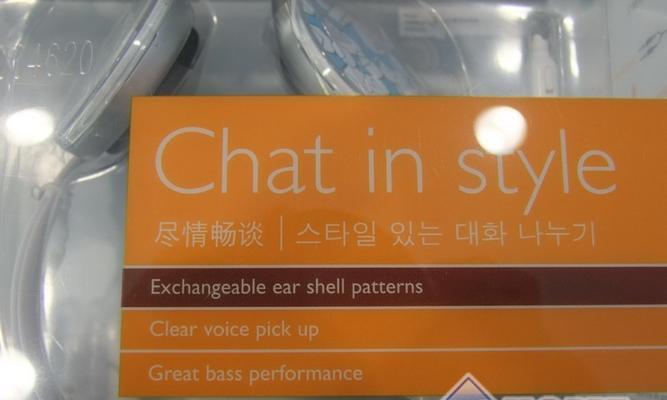 Chat in style
尽情畅谈 | 스타일 있는 대화 나누기
Exchangeable ear shell patterns
Clear voice pick up
Great bass performance